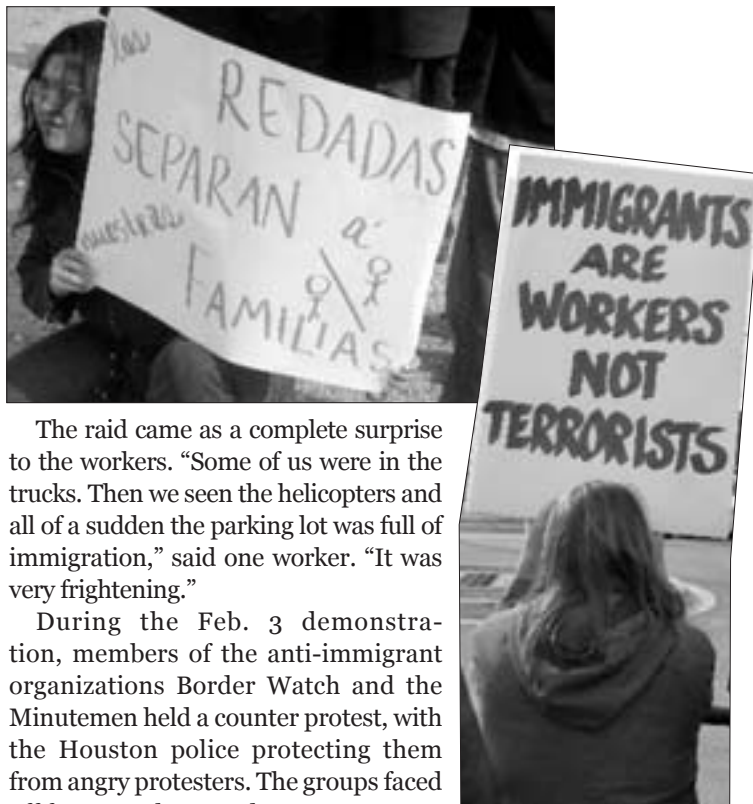 las
REDADAS
SEPARAN a
nuestras
FAMILIAS
IMMIGRANTS
ARE
WORKERS
NOT
TERRORISTS
The raid came as a complete surprise
to the workers. “Some of us were in the
trucks. Then we seen the helicopters and
all of a sudden the parking lot was full of
immigration,” said one worker. “It was
very frightening.”
During the Feb. 3 demonstra-
tion, members of the anti-immigrant
organizations Border Watch and the
Minutemen held a counter protest, with
the Houston police protecting them
from angry protesters. The groups faced